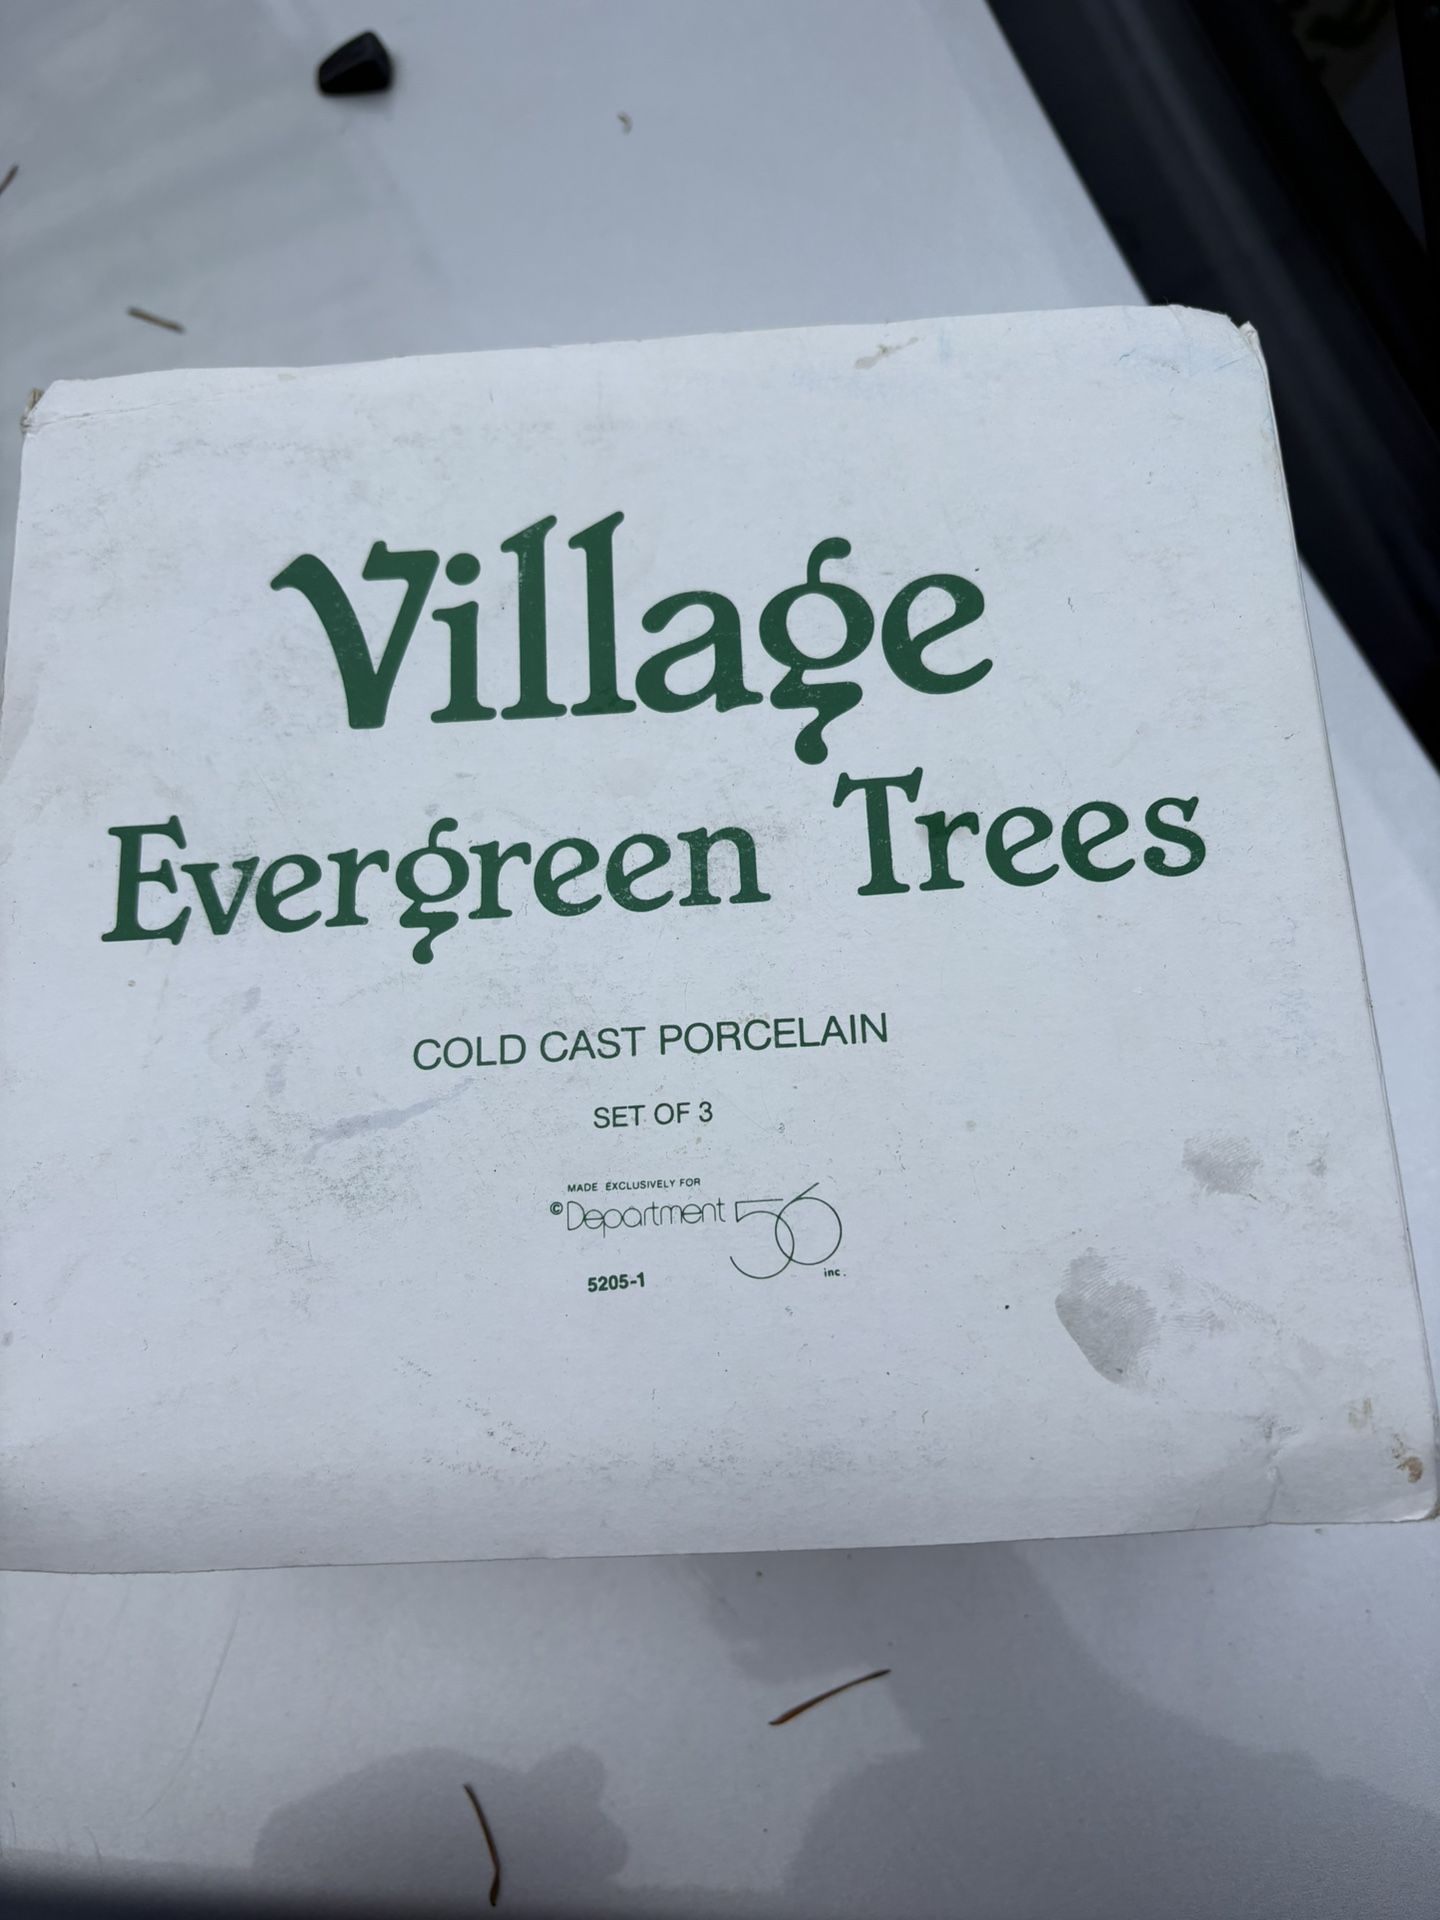 Village
Evergreen Trees
COLD CAST PORCELAIN
SET OF 3
MADE EXCLUSIVELY FOR
© Department 56
inc.
5205-1